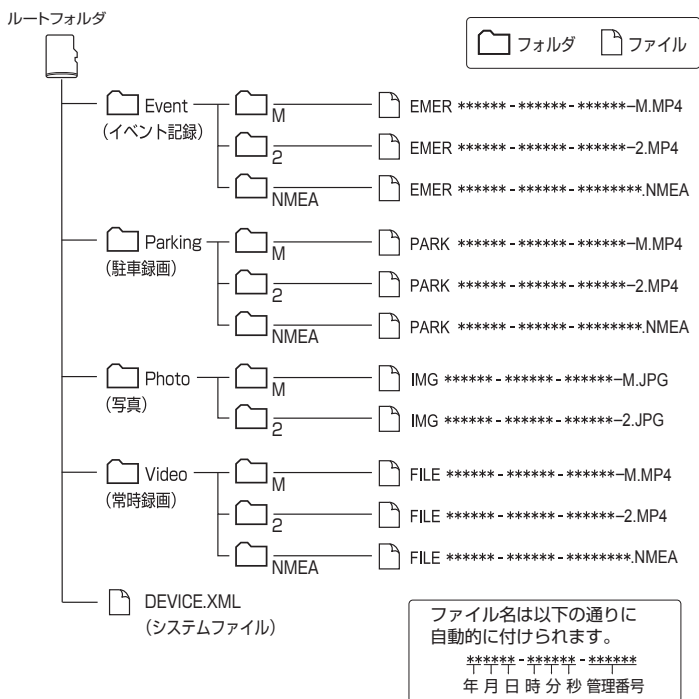 ルートフォルダ
フォルダ ファイル
Event M EMER ****** - ****** - ******–M.MP4
(イベント記録)
2 EMER ****** - ****** - ******–2.MP4
NMEA EMER ****** - ****** - ********.NMEA
Parking M PARK ****** - ****** - ******–M.MP4
(駐車録画)
2 PARK ****** - ****** - ******–2.MP4
NMEA PARK ****** - ****** - ********.NMEA
Photo M IMG ****** - ****** - ******–M.JPG
(写真)
2 IMG ****** - ****** - ******–2.JPG
Video M FILE ****** - ****** - ******–M.MP4
(常時録画)
2 FILE ****** - ****** - ******–2.MP4
NMEA FILE ****** - ****** - ********.NMEA
DEVICE.XML
(システムファイル)
ファイル名は以下の通りに
自動的に付けられます。
****** - ****** - ******
年 月 日 時 分 秒 管理番号